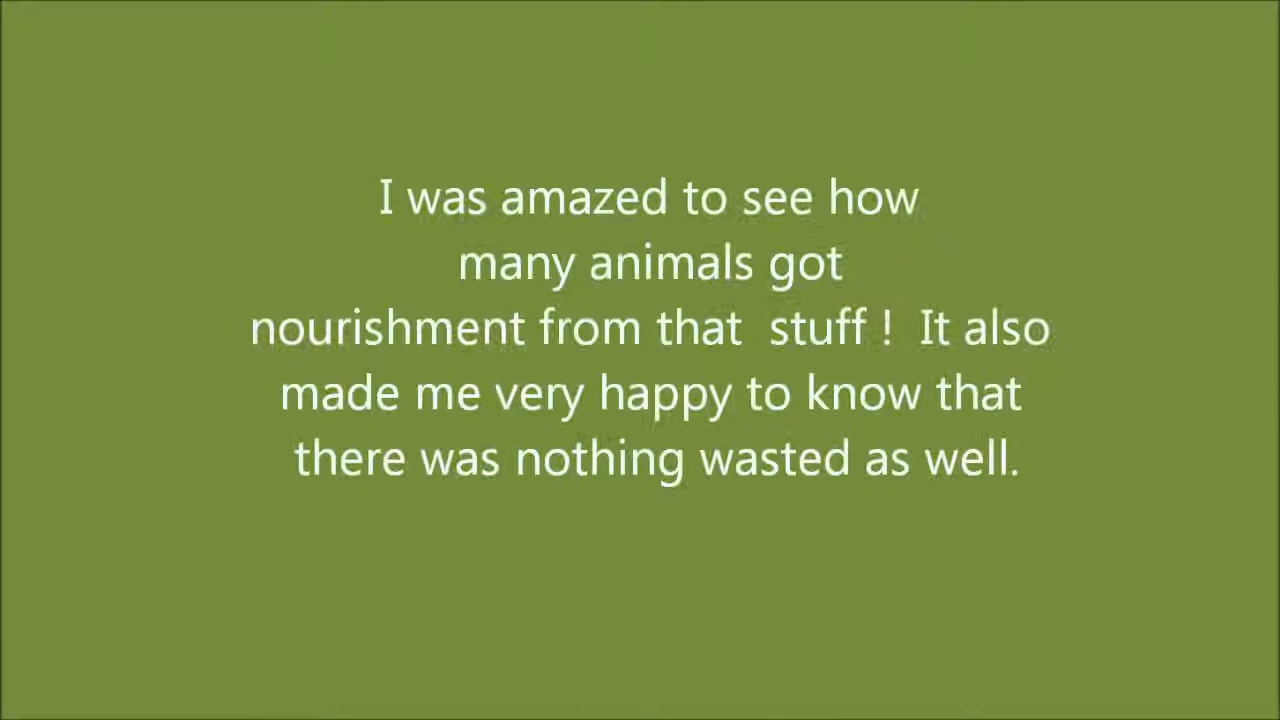 I was amazed to see how
many animals got
nourishment from that  stuff !  It also
made me very happy to know that
there was nothing wasted as well.